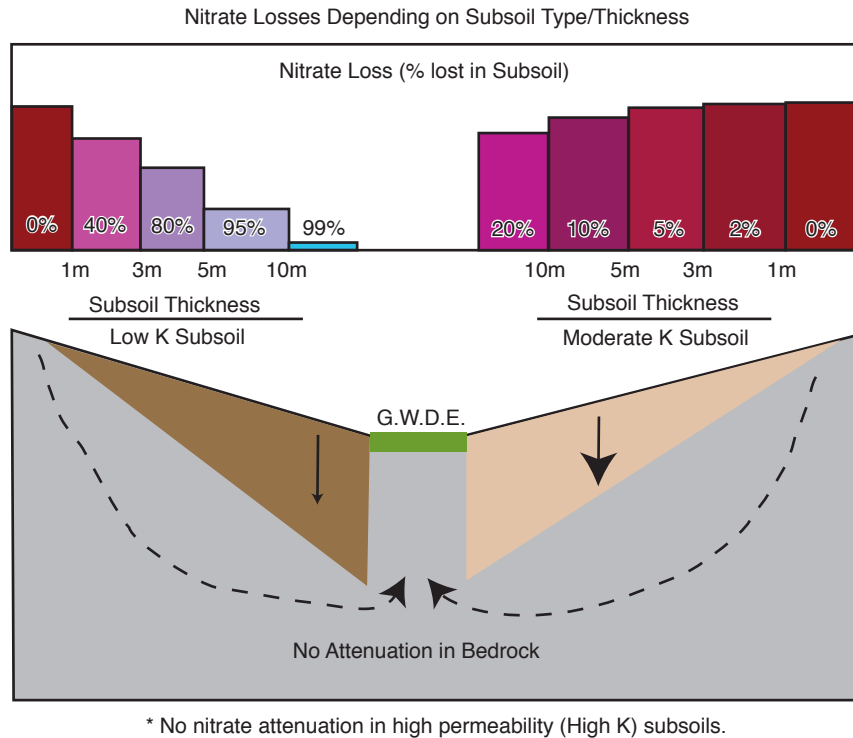 Nitrate Losses Depending on Subsoil Type/Thickness
Nitrate Loss (% lost in Subsoil)
0% 40% 80% 95% 99% 20% 10% 5% 2% 0%
1m 3m 5m 10m 10m 5m 3m 1m
Subsoil Thickness
Low K Subsoil
Subsoil Thickness
Moderate K Subsoil
G.W.D.E.
No Attenuation in Bedrock
* No nitrate attenuation in high permeability (High K) subsoils.